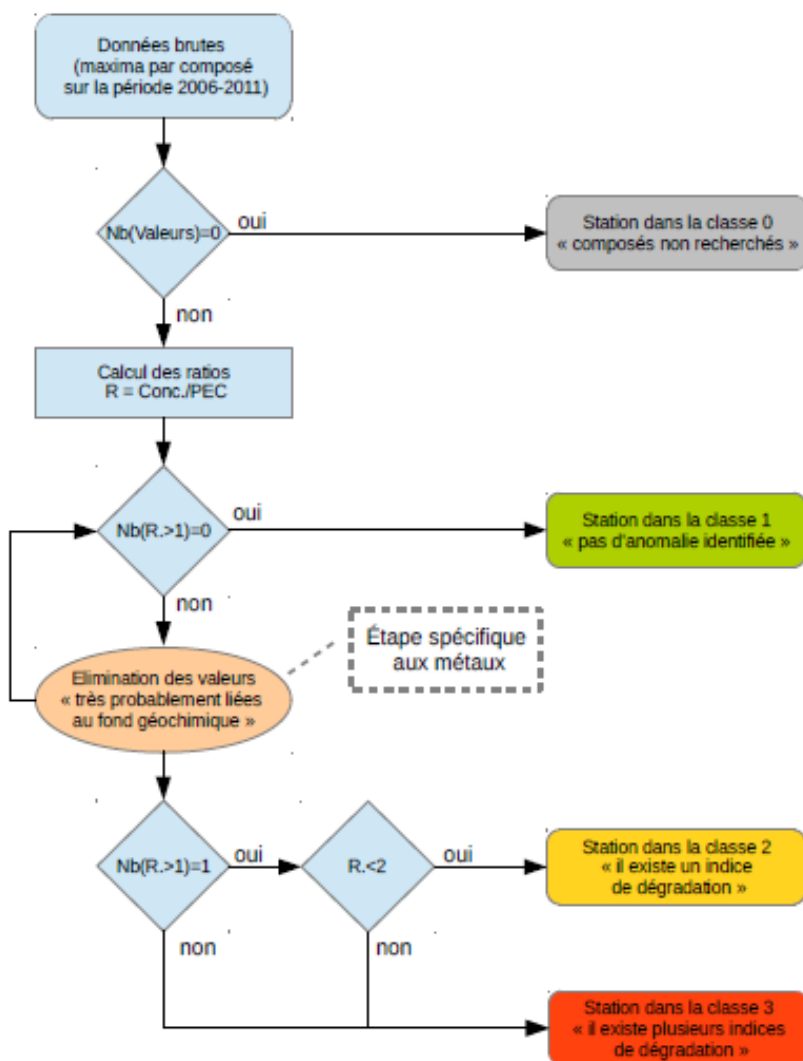 Données brutes
(maxima par composé
sur la période 2006-2011)
Nb(Valeurs)=0
oui
Station dans la classe 0
« composés non recherchés »
non
Calcul des ratios
R = Conc./PEC
Nb(R.>1)=0
oui
Station dans la classe 1
« pas d'anomalie identifiée »
non
Étape spécifique
aux métaux
Elimination des valeurs
« très probablement liées
au fond géochimique »
Nb(R.>1)=1
oui
R.<2
oui
Station dans la classe 2
« il existe un indice
de dégradation »
non
non
Station dans la classe 3
« il existe plusieurs indices
de dégradation »